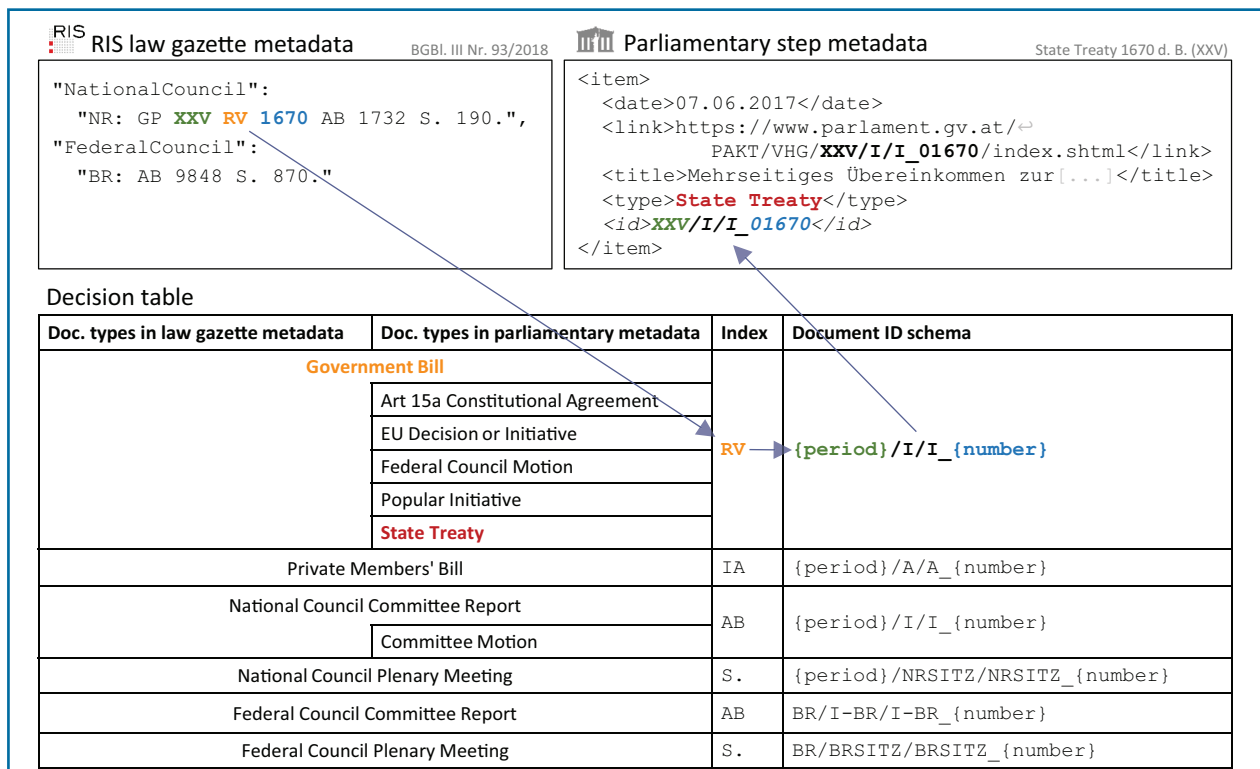 RIS
RIS law gazette metadata
BGBl. III Nr. 93/2018
"NationalCouncil":
"NR: GP XXV RV 1670 AB 1732 S. 190.",
"FederalCouncil":
"BR: AB 9848 S. 870."
Parliamentary step metadata
State Treaty 1670 d. B. (XXV)
<item>
<date>07.06.2017</date>
<link>https://www.parlament.gv.at/↩
PAKT/VHG/XXV/I/I_01670/index.shtml</link>
<title>Mehrseitiges Übereinkommen zur[...]</title>
<type>State Treaty</type>
<id>XXV/I/I_01670</id>
</item>
Decision table
Doc. types in law gazette metadata Doc. types in parliamentary metadata Index Document ID schema
Government Bill
Art 15a Constitutional Agreement
EU Decision or Initiative
RV {period}/I/I_{number}
Federal Council Motion
Popular Initiative
State Treaty
Private Members' Bill IA {period}/A/A_{number}
National Council Committee Report
AB {period}/I/I_{number}
Committee Motion
National Council Plenary Meeting S. {period}/NRSITZ/NRSITZ_{number}
Federal Council Committee Report AB BR/I-BR/I-BR_{number}
Federal Council Plenary Meeting S. BR/BRSITZ/BRSITZ_{number}